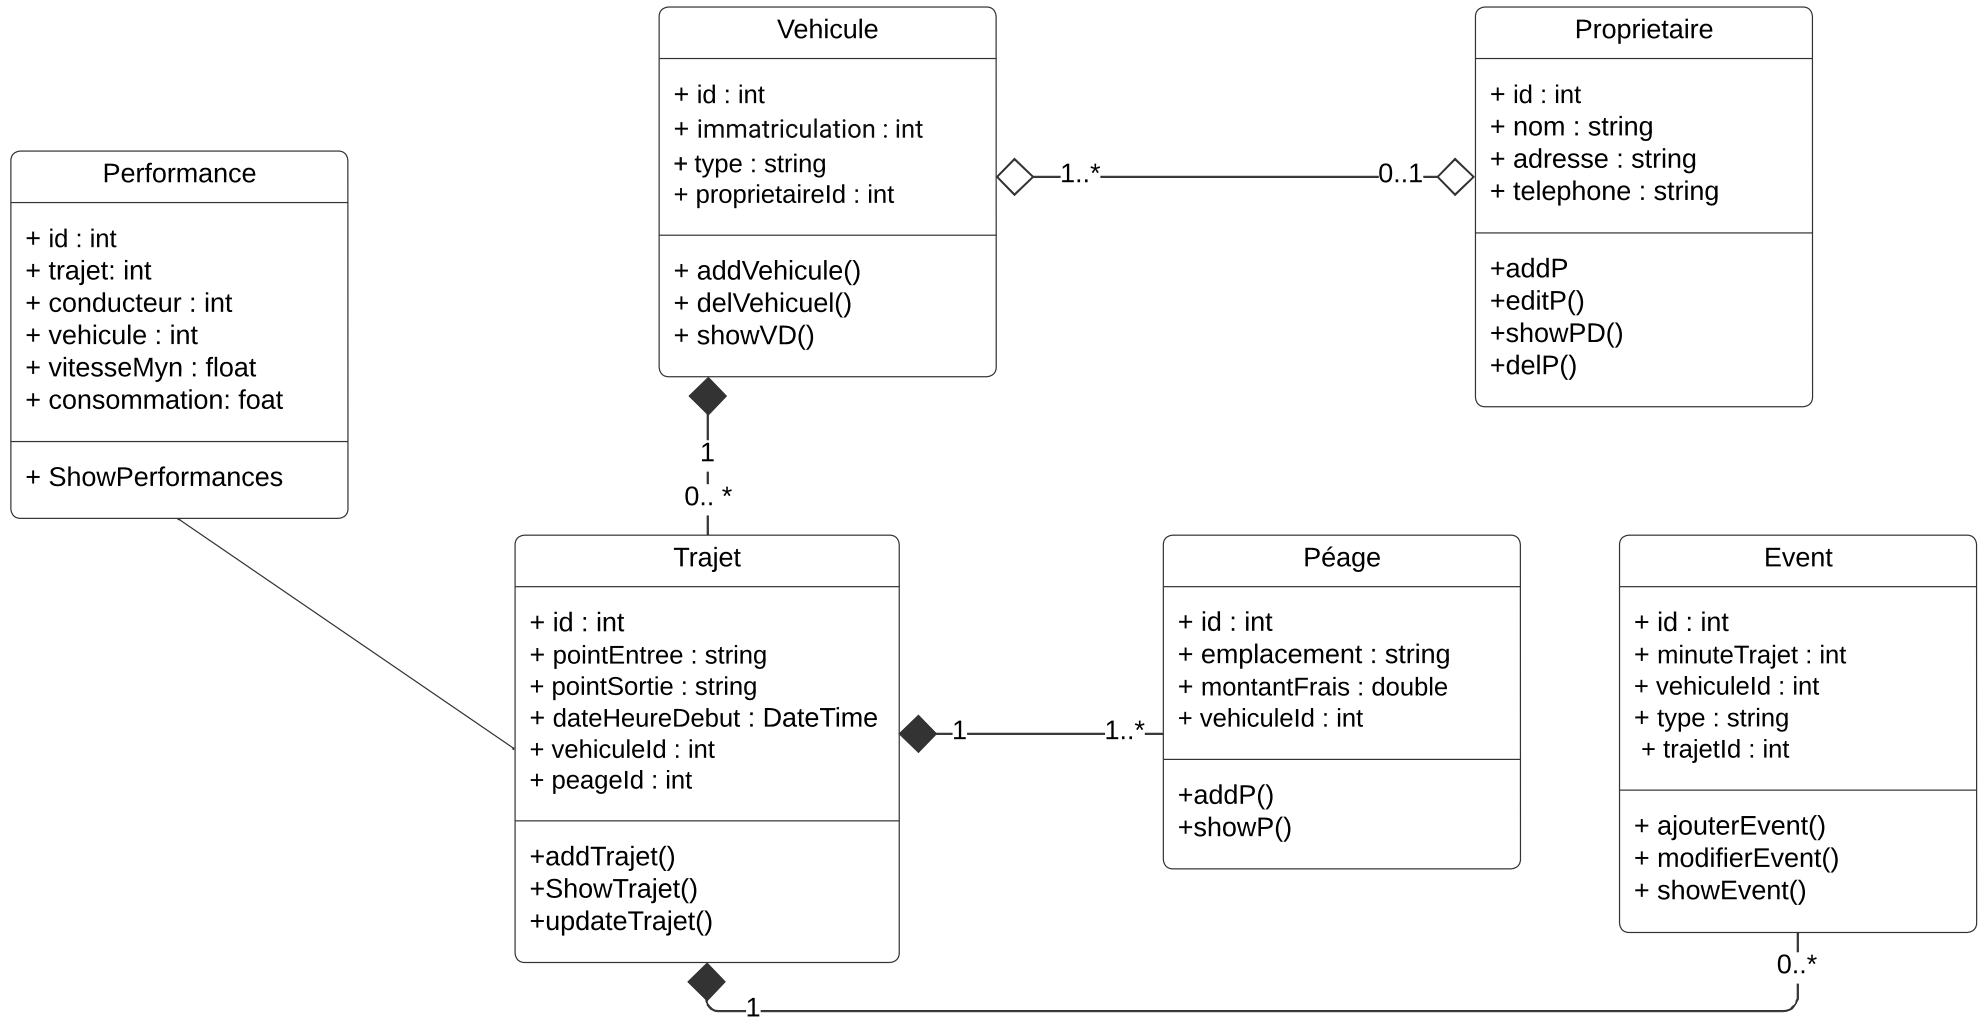 Vehicule
+ id : int
+ immatriculation : int
+ type : string
+ proprietaireId : int
+ addVehicule()
+ delVehicuel()
+ showVD()
1..*
0..1
Proprietaire
+ id : int
+ nom : string
+ adresse : string
+ telephone : string
+addP
+editP()
+showPD()
+delP()
Performance
+ id : int
+ trajet: int
+ conducteur : int
+ vehicule : int
+ vitesseMyn : float
+ consommation: foat
+ ShowPerformances
1
0.. *
Trajet
+ id : int
+ pointEntree : string
+ pointSortie : string
+ dateHeureDebut : DateTime
+ vehiculeId : int
+ peageId : int
+addTrajet()
+ShowTrajet()
+updateTrajet()
1
1..*
Péage
+ id : int
+ emplacement : string
+ montantFrais : double
+ vehiculeId : int
+addP()
+showP()
Event
+ id : int
+ minuteTrajet : int
+ vehiculeId : int
+ type : string
+ trajetId : int
+ ajouterEvent()
+ modifierEvent()
+ showEvent()
0..*
1